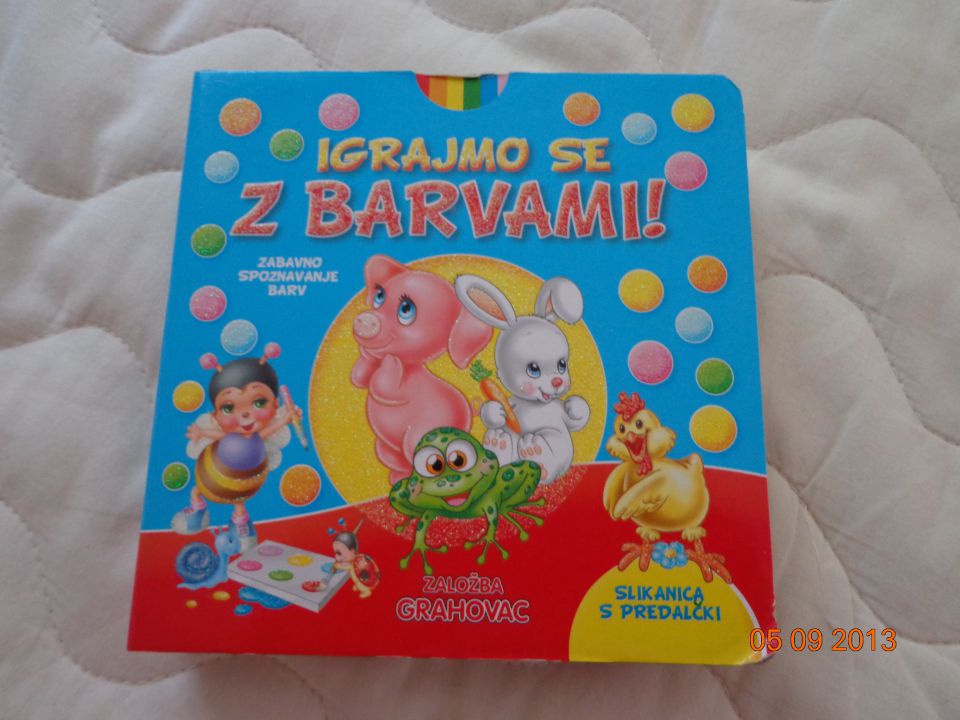 IGRAJMO SE
Z BARVAMI!
ZABAVNO
SPOZNAVANJE
BARV
ZALOŽBA
GRAHOVAC
SLIKANICA
S PREDALČKI
05 09 2013